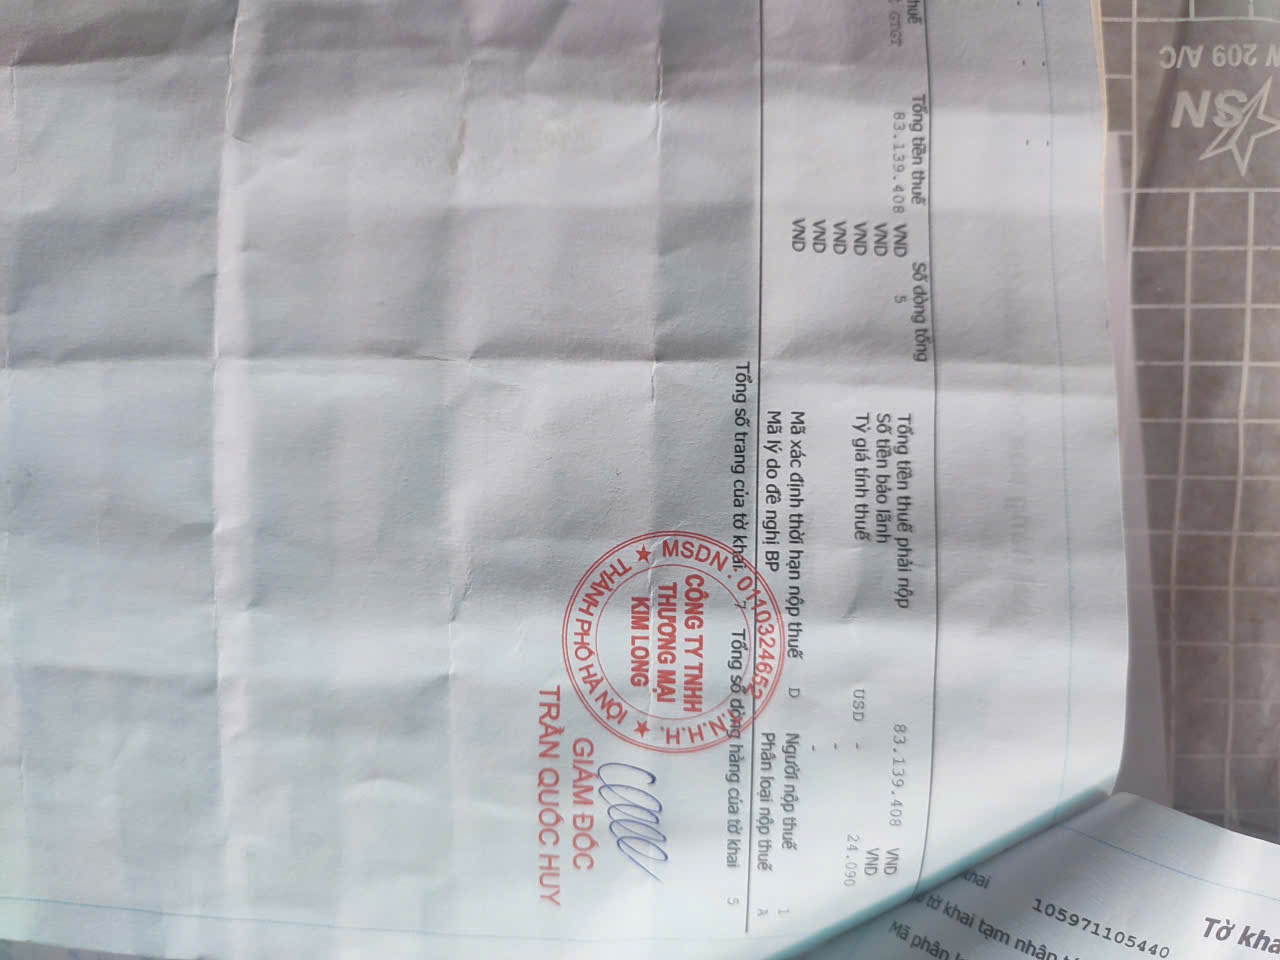 huế
GTGT
Tổng tiền thuế
83.139.408 VND
VND
VND
VND
VND
VND
Số dòng tổng
5
Tổng tiền thuế phải nộp 83.139.408 VND
Số tiền bảo lãnh VND
Tỷ giá tính thuế USD - 24.090
-
-
Mã xác định thời hạn nộp thuế D Người nộp thuế 1
Mã lý do đề nghị BP Phân loại nộp thuế A
Tổng số trang của tờ khai 7 Tổng số dòng hàng của tờ khai 5
MSDN: 0110324652
T.N.H.H.
CÔNG TY TNHH
THƯƠNG MẠI
KIM LONG
THÀNH PHỐ HÀ NỘI
GIÁM ĐỐC
TRẦN QUỐC HUY
209 A/C
SN
Tờ kha
khai 105971105440
tờ khai tạm nhập
Mã phân